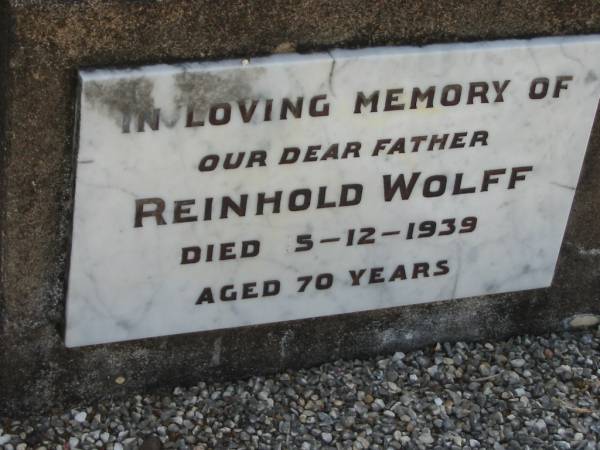 IN LOVING MEMORY OF
OUR DEAR FATHER
REINHOLD WOLFF
DIED 5-12-1939
AGED 70 YEARS